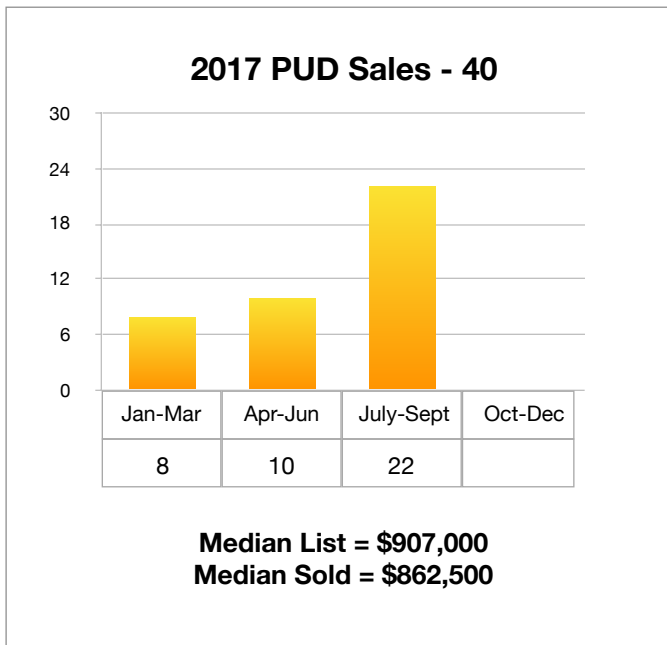 2017 PUD Sales - 40
30
24
18
12
6
0
Jan-Mar Apr-Jun July-Sept Oct-Dec
8 10 22
Median List = $907,000
Median Sold = $862,500